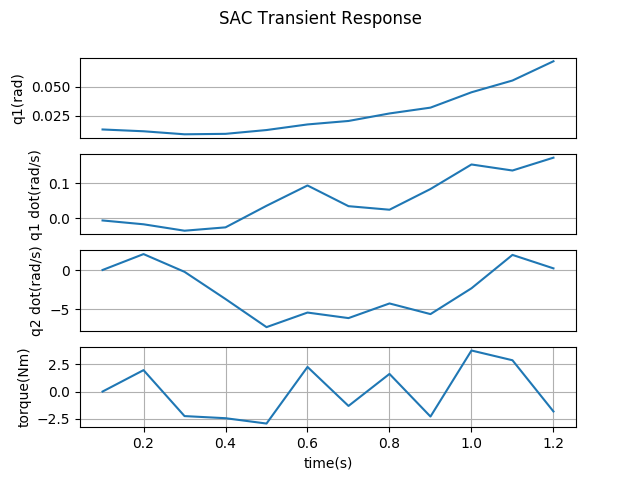 SAC Transient Response
q1(rad)
0.050
0.025
q1 dot(rad/s)
0.1
0.0
q2 dot(rad/s)
0
−5
torque(Nm)
2.5
0.0
−2.5
0.2 0.4 0.6 0.8 1.0 1.2
time(s)